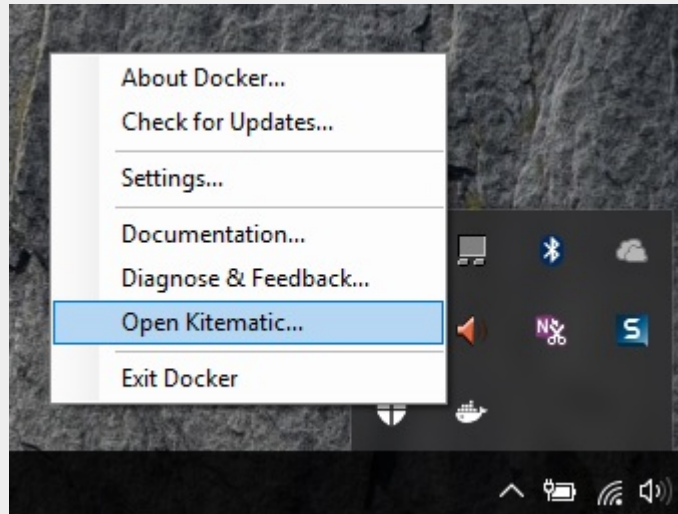 About Docker...
Check for Updates...
Settings...
Documentation...
Diagnose & Feedback...
Open Kitematic...
Exit Docker
N
S